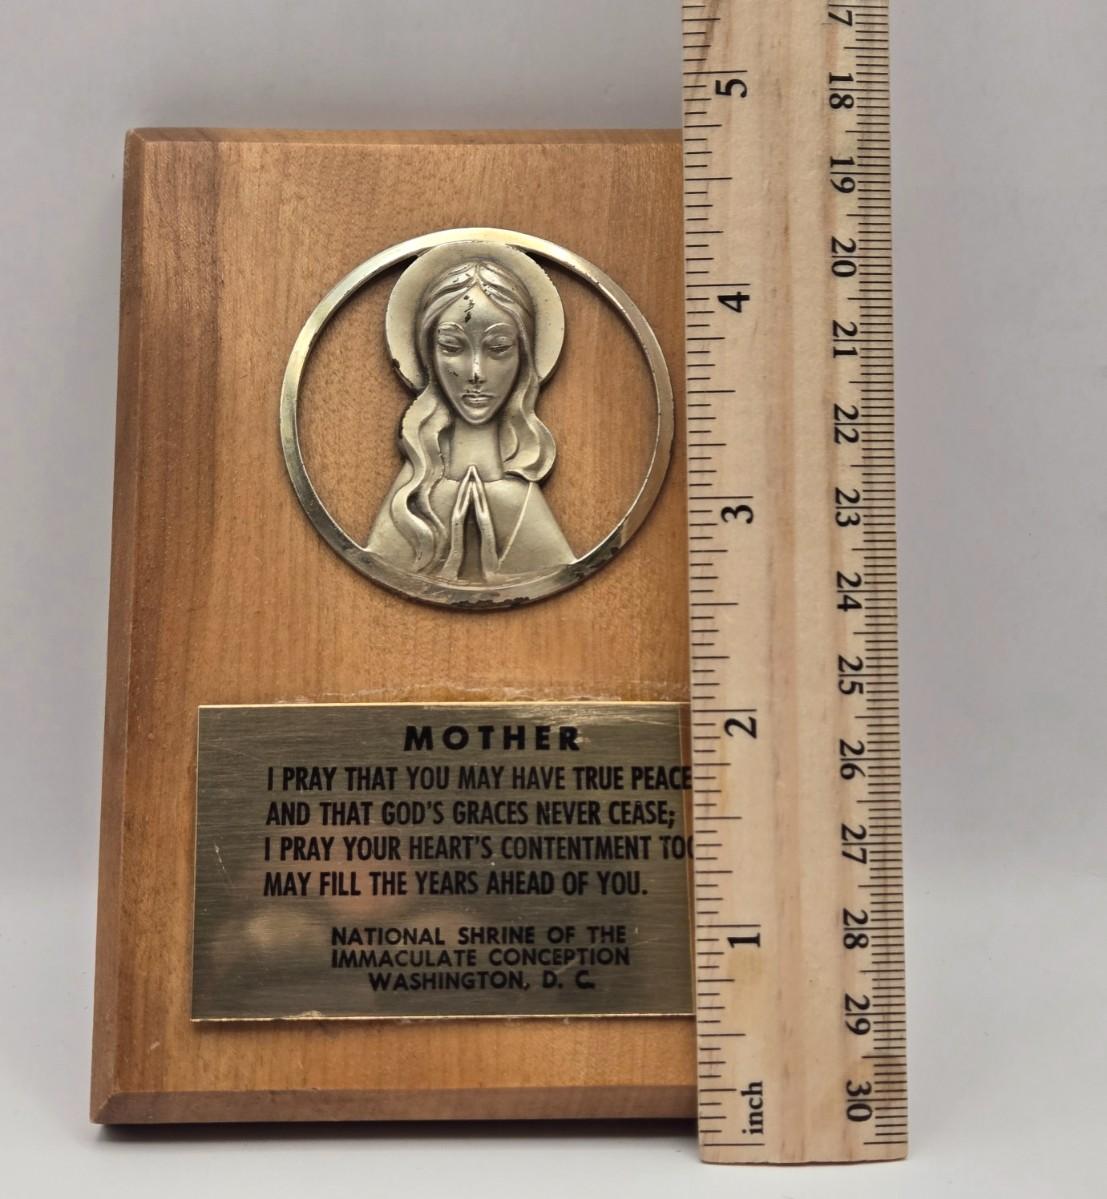 MOTHER
I PRAY THAT YOU MAY HAVE TRUE PEACE
AND THAT GOD'S GRACES NEVER CEASE;
I PRAY YOUR HEART'S CONTENTMENT TOO
MAY FILL THE YEARS AHEAD OF YOU.
NATIONAL SHRINE OF THE
IMMACULATE CONCEPTION
WASHINGTON, D. C.
5
4
3
2
1
inch
17
18
19
20
21
22
23
24
25
26
27
28
29
30